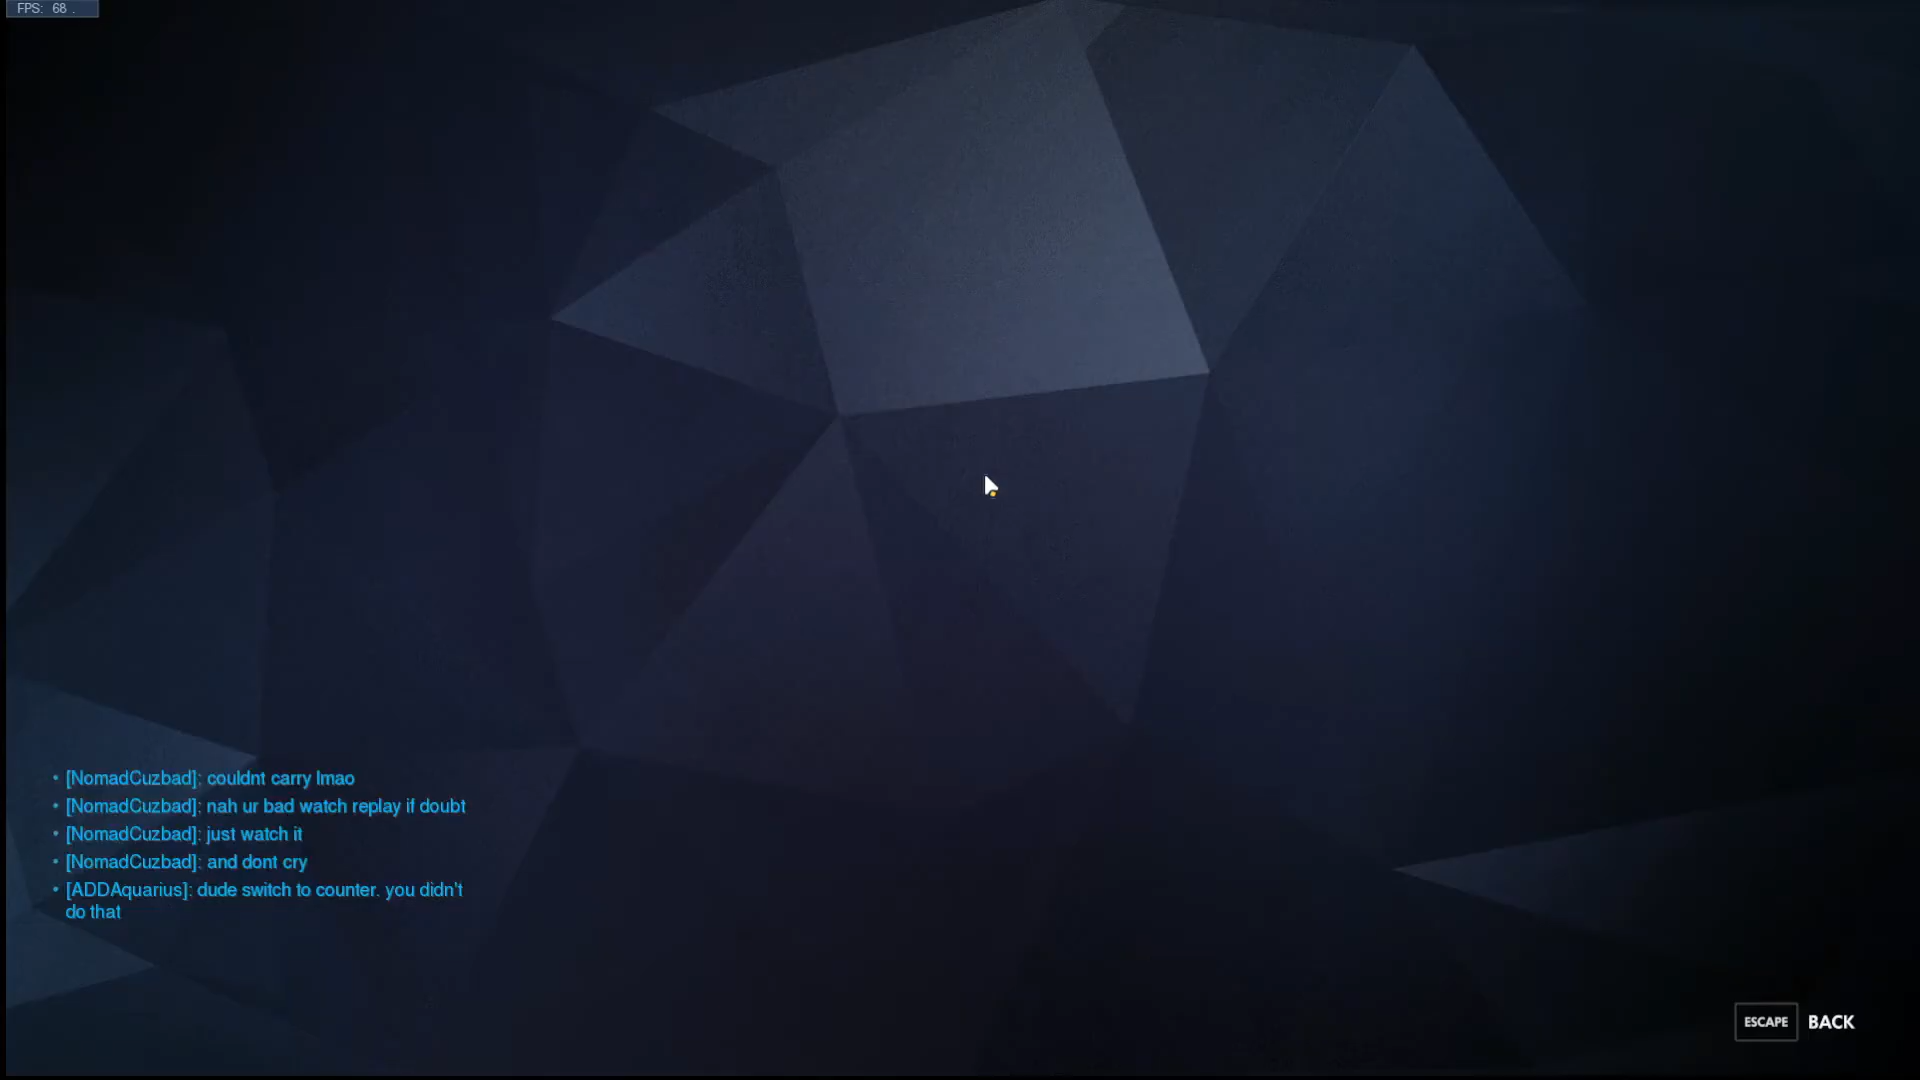 FPS: 68 .
• [NomadCuzbad]: couldnt carry lmao
• [NomadCuzbad]: nah ur bad watch replay if doubt
• [NomadCuzbad]: just watch it
• [NomadCuzbad]: and dont cry
• [ADDAquarius]: dude switch to counter. you didn't
do that
ESCAPE BACK